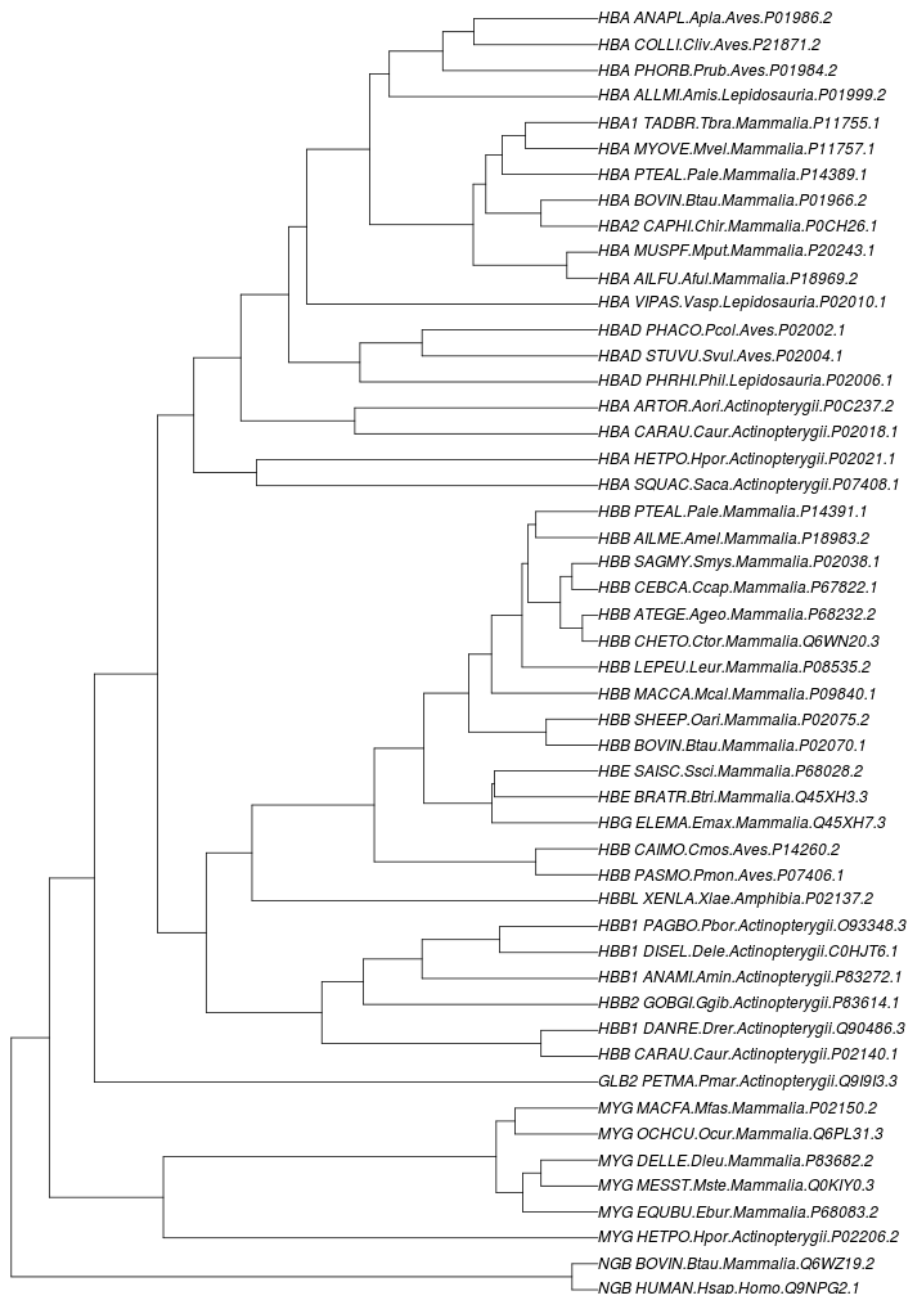 HBA ANAPL.Apla.Aves.P01986.2
HBA COLLI.Cliv.Aves.P21871.2
HBA PHORB.Prub.Aves.P01984.2
HBA ALLMI.Amis.Lepidosauria.P01999.2
HBA1 TADBR.Tbra.Mammalia.P11755.1
HBA MYOVE.Mvel.Mammalia.P11757.1
HBA PTEAL.Pale.Mammalia.P14389.1
HBA BOVIN.Btau.Mammalia.P01966.2
HBA2 CAPHI.Chir.Mammalia.P0CH26.1
HBA MUSPF.Mput.Mammalia.P20243.1
HBA AILFU.Aful.Mammalia.P18969.2
HBA VIPAS.Vasp.Lepidosauria.P02010.1
HBAD PHACO.Pcol.Aves.P02002.1
HBAD STUVU.Svul.Aves.P02004.1
HBAD PHRHI.Phil.Lepidosauria.P02006.1
HBA ARTOR.Aori.Actinopterygii.P0C237.2
HBA CARAU.Caur.Actinopterygii.P02018.1
HBA HETPO.Hpor.Actinopterygii.P02021.1
HBA SQUAC.Saca.Actinopterygii.P07408.1
HBB PTEAL.Pale.Mammalia.P14391.1
HBB AILME.Amel.Mammalia.P18983.2
HBB SAGMY.Smys.Mammalia.P02038.1
HBB CEBCA.Ccap.Mammalia.P67822.1
HBB ATEGE.Ageo.Mammalia.P68232.2
HBB CHETO.Ctor.Mammalia.Q6WN20.3
HBB LEPEU.Leur.Mammalia.P08535.2
HBB MACCA.Mcal.Mammalia.P09840.1
HBB SHEEP.Oari.Mammalia.P02075.2
HBB BOVIN.Btau.Mammalia.P02070.1
HBE SAISC.Ssci.Mammalia.P68028.2
HBE BRATR.Btri.Mammalia.Q45XH3.3
HBG ELEMA.Emax.Mammalia.Q45XH7.3
HBB CAIMO.Cmos.Aves.P14260.2
HBB PASMO.Pmon.Aves.P07406.1
HBBL XENLA.Xlae.Amphibia.P02137.2
HBB1 PAGBO.Pbor.Actinopterygii.O93348.3
HBB1 DISEL.Dele.Actinopterygii.C0HJT6.1
HBB1 ANAMI.Amin.Actinopterygii.P83272.1
HBB2 GOBGI.Ggib.Actinopterygii.P83614.1
HBB1 DANRE.Drer.Actinopterygii.Q90486.3
HBB CARAU.Caur.Actinopterygii.P02140.1
GLB2 PETMA.Pmar.Actinopterygii.Q9I9I3.3
MYG MACFA.Mfas.Mammalia.P02150.2
MYG OCHCU.Ocur.Mammalia.Q6PL31.3
MYG DELLE.Dleu.Mammalia.P83682.2
MYG MESST.Mste.Mammalia.Q0KIY0.3
MYG EQUBU.Ebur.Mammalia.P68083.2
MYG HETPO.Hpor.Actinopterygii.P02206.2
NGB BOVIN.Btau.Mammalia.Q6WZ19.2
NGB HUMAN.Hsap.Homo.Q9NPG2.1